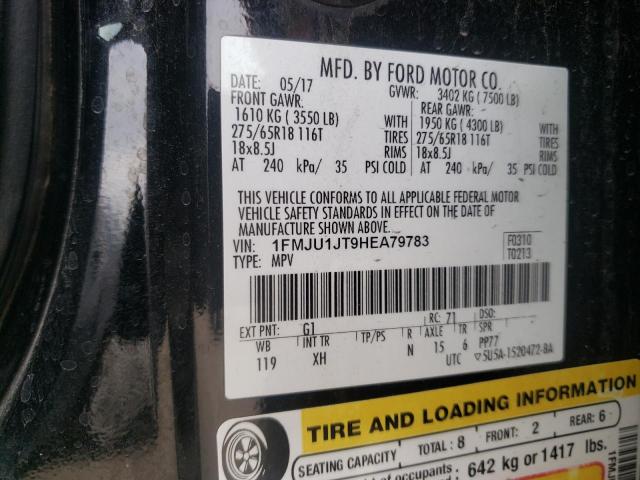 MFD. BY FORD MOTOR CO.
DATE: 05/17 GVWR: 3402 KG ( 7500 LB)
FRONT GAWR: REAR GAWR:
1610 KG ( 3550 LB) WITH 1950 KG ( 4300 LB) WITH
275/65R18 116T TIRES 275/65R18 116T TIRES
18x8.5J RIMS 18x8.5J RIMS
AT 240 kPa/ 35 PSI COLD AT 240 kPa/ 35 PSI COLD
THIS VEHICLE CONFORMS TO ALL APPLICABLE FEDERAL MOTOR
VEHICLE SAFETY STANDARDS IN EFFECT ON THE DATE OF
MANUFACTURE SHOWN ABOVE.
VIN: 1FMJU1JT9HEA79783 F0310
TYPE: MPV T0213
EXT PNT: G1 RC: 71 DSO:
WB INT TR TP/PS R AXLE TR SPR
119 XH N 15 6 PP77
UTC ▽5U5A-1520472-BA
TIRE AND LOADING INFORMATION
SEATING CAPACITY TOTAL: 8 FRONT: 2 REAR: 6
of occupants 642 kg or 1417 lbs.
1FMJ